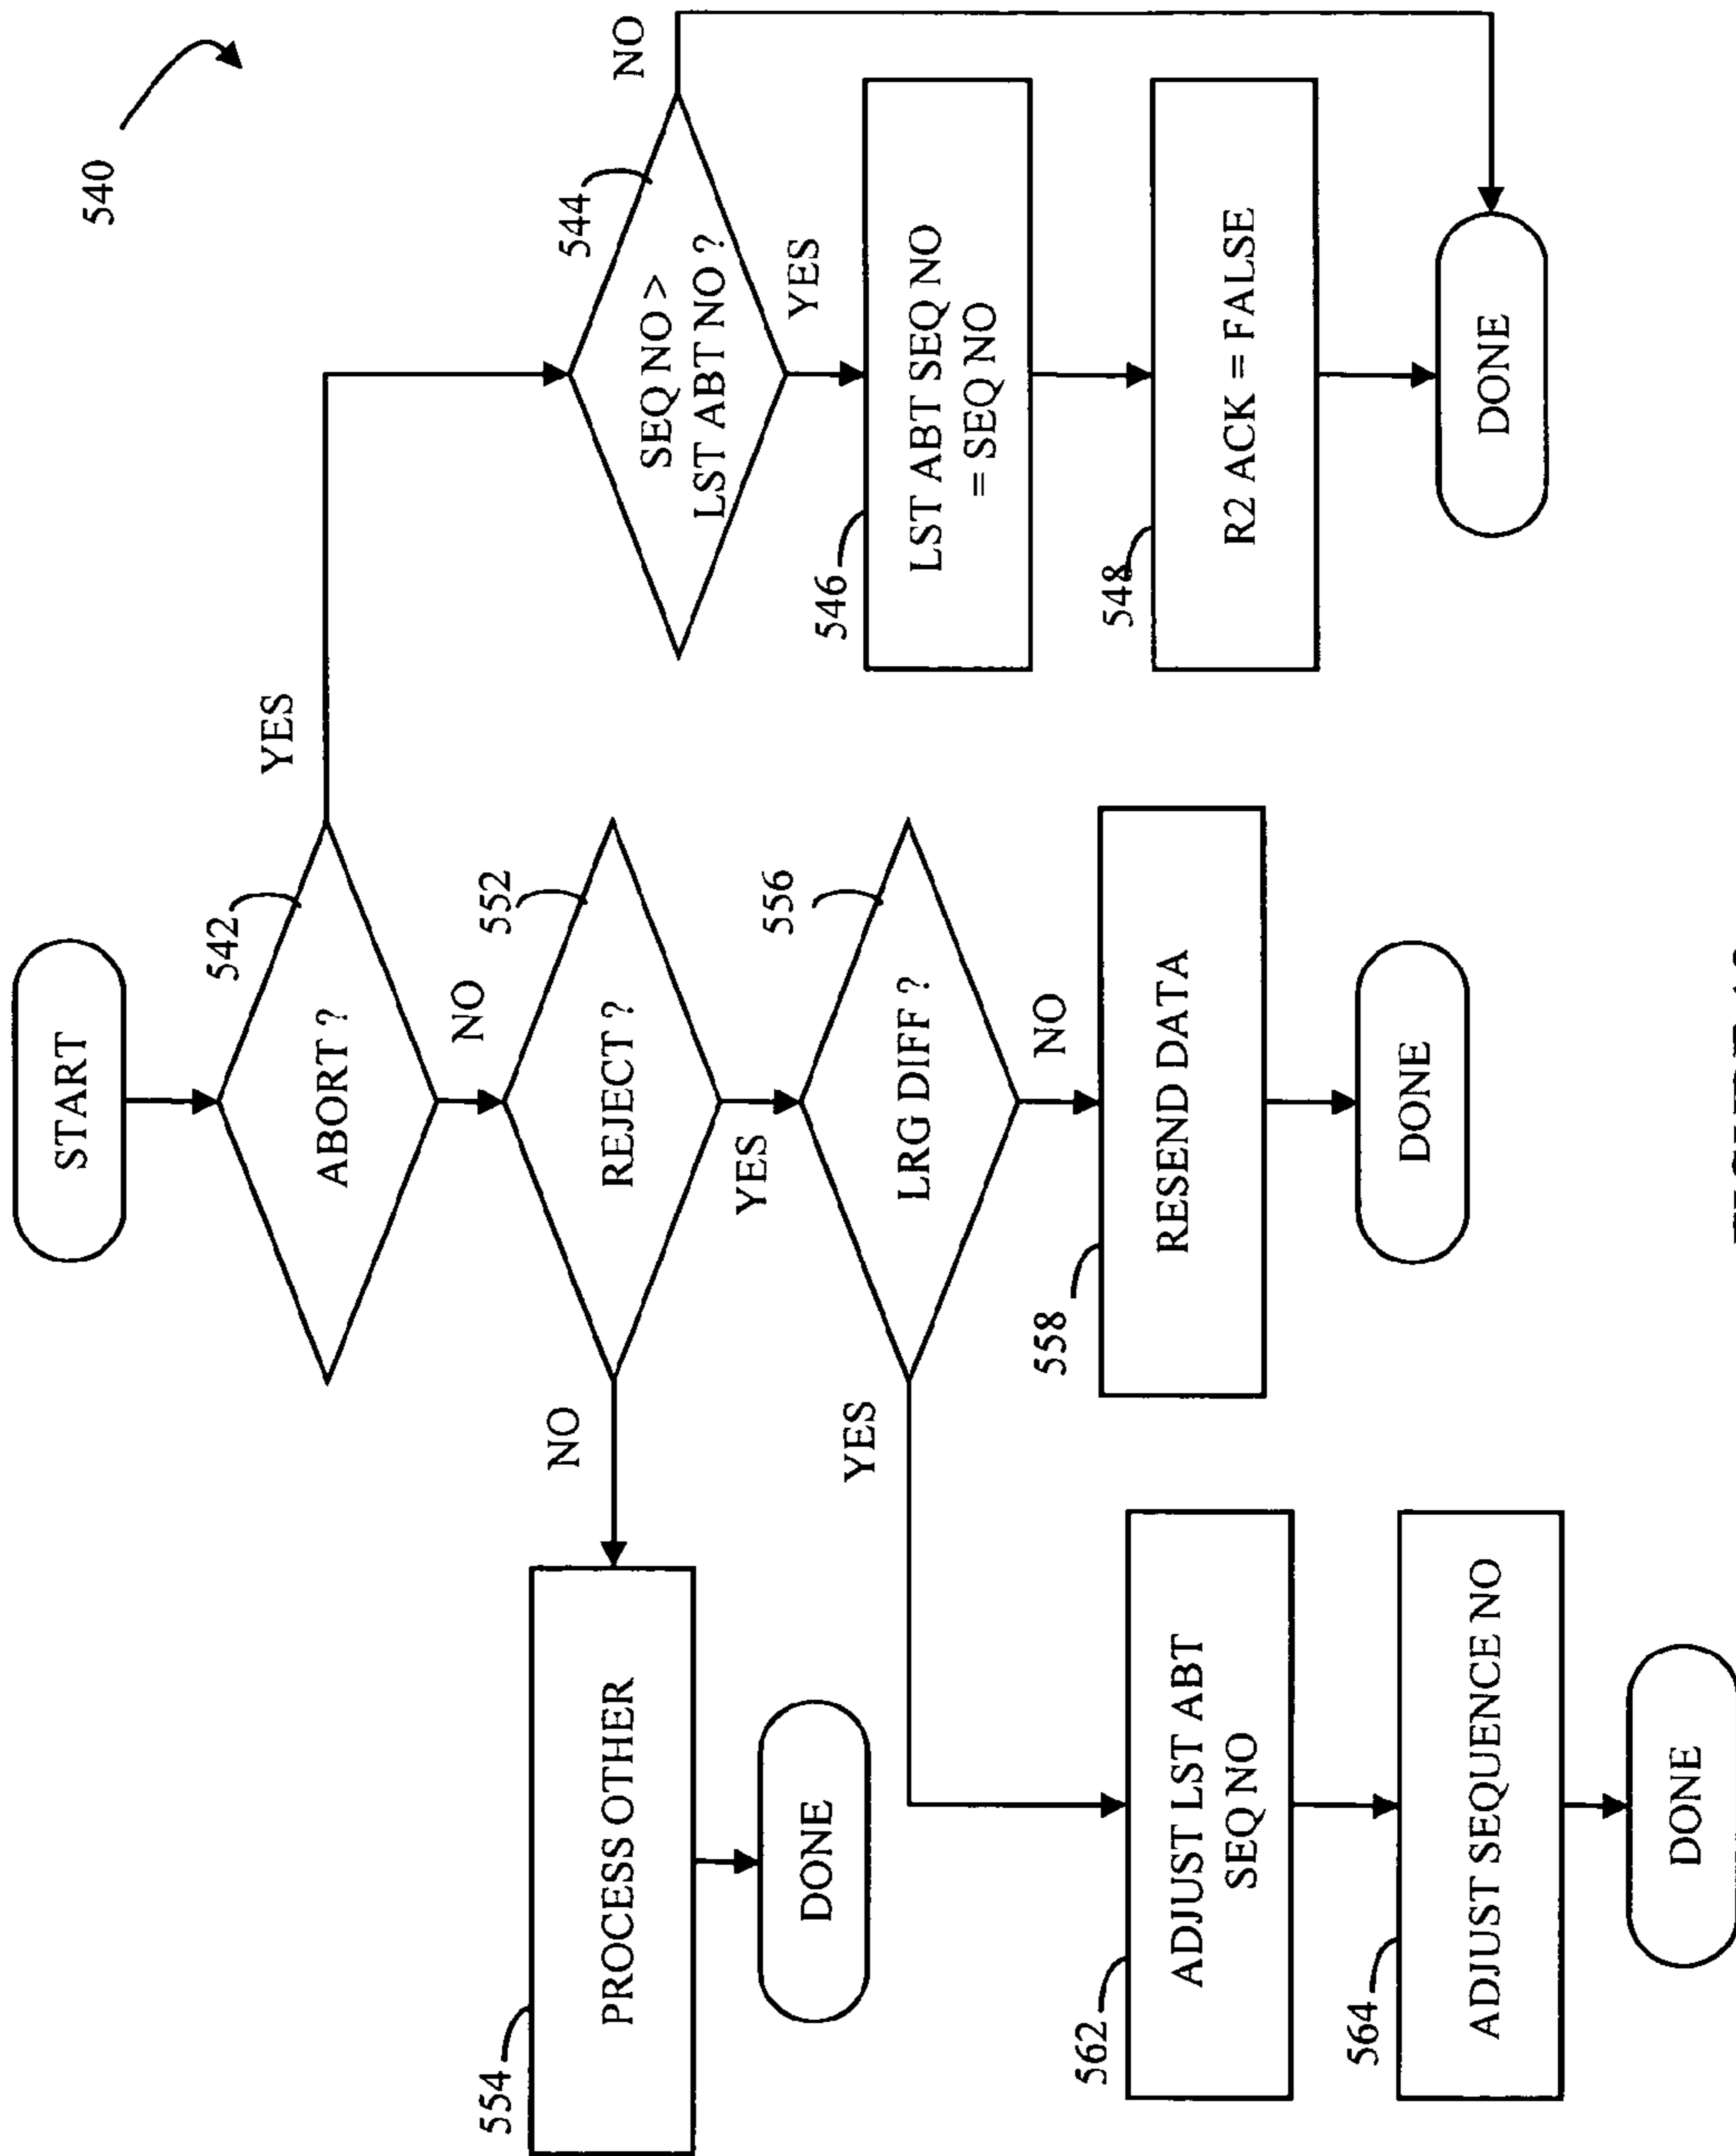 540
START
542
ABORT ?
YES
NO
544
SEQ NO >
LST ABT NO ?
NO
YES
546
LST ABT SEQ NO
= SEQ NO
548
R2 ACK = FALSE
DONE
552
REJECT ?
NO
YES
554
PROCESS OTHER
DONE
556
LRG DIFF ?
YES
NO
558
RESEND DATA
DONE
562
ADJUST LST ABT
SEQ NO
564
ADJUST SEQUENCE NO
DONE